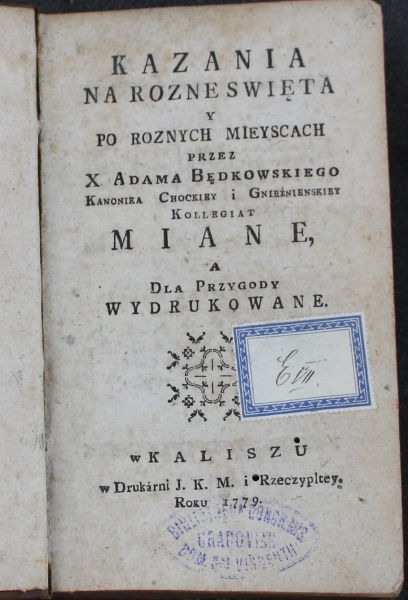 KAZANIA
NA ROZNE SWIĘTA
Y
PO ROZNYCH MIEYSCACH
PRZEZ
X ADAMA BĘDKOWSKIEGO
KANONIKA CHOCKIEY i GNIEŹNIENSKIEY
KOLLEGIAT
MIANE,
A
DLA PRZYGODY
WYDRUKOWANE.
w KALISZU
w Drukárni J. K. M. i Rzeczypltey.
ROKU 1779.
CRACOVIEN